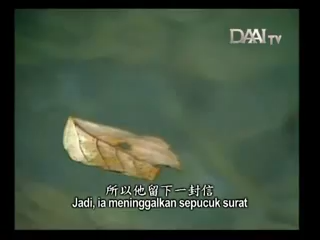 DAAI TV
所以他留下一封信
Jadi, ia meninggalkan sepucuk surat